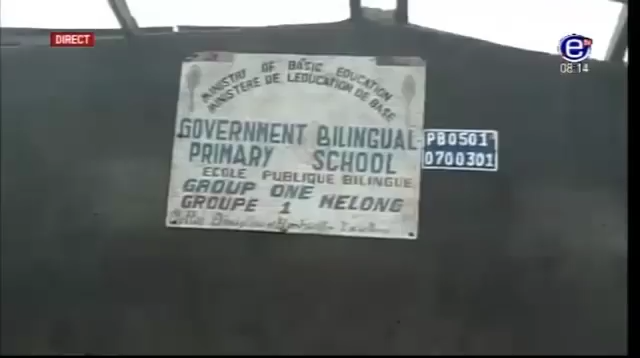 DIRECT
e
08:14
MINISTRY OF BASIC EDUCATION
MINISTERE DE LEDUCATION DE BASE
GOVERNMENT BILINGUAL
PRIMARY SCHOOL
ECOLE PUBLIQUE BILINGUE
GROUP ONE MELONG
GROUPE 1
PB0501
0700301